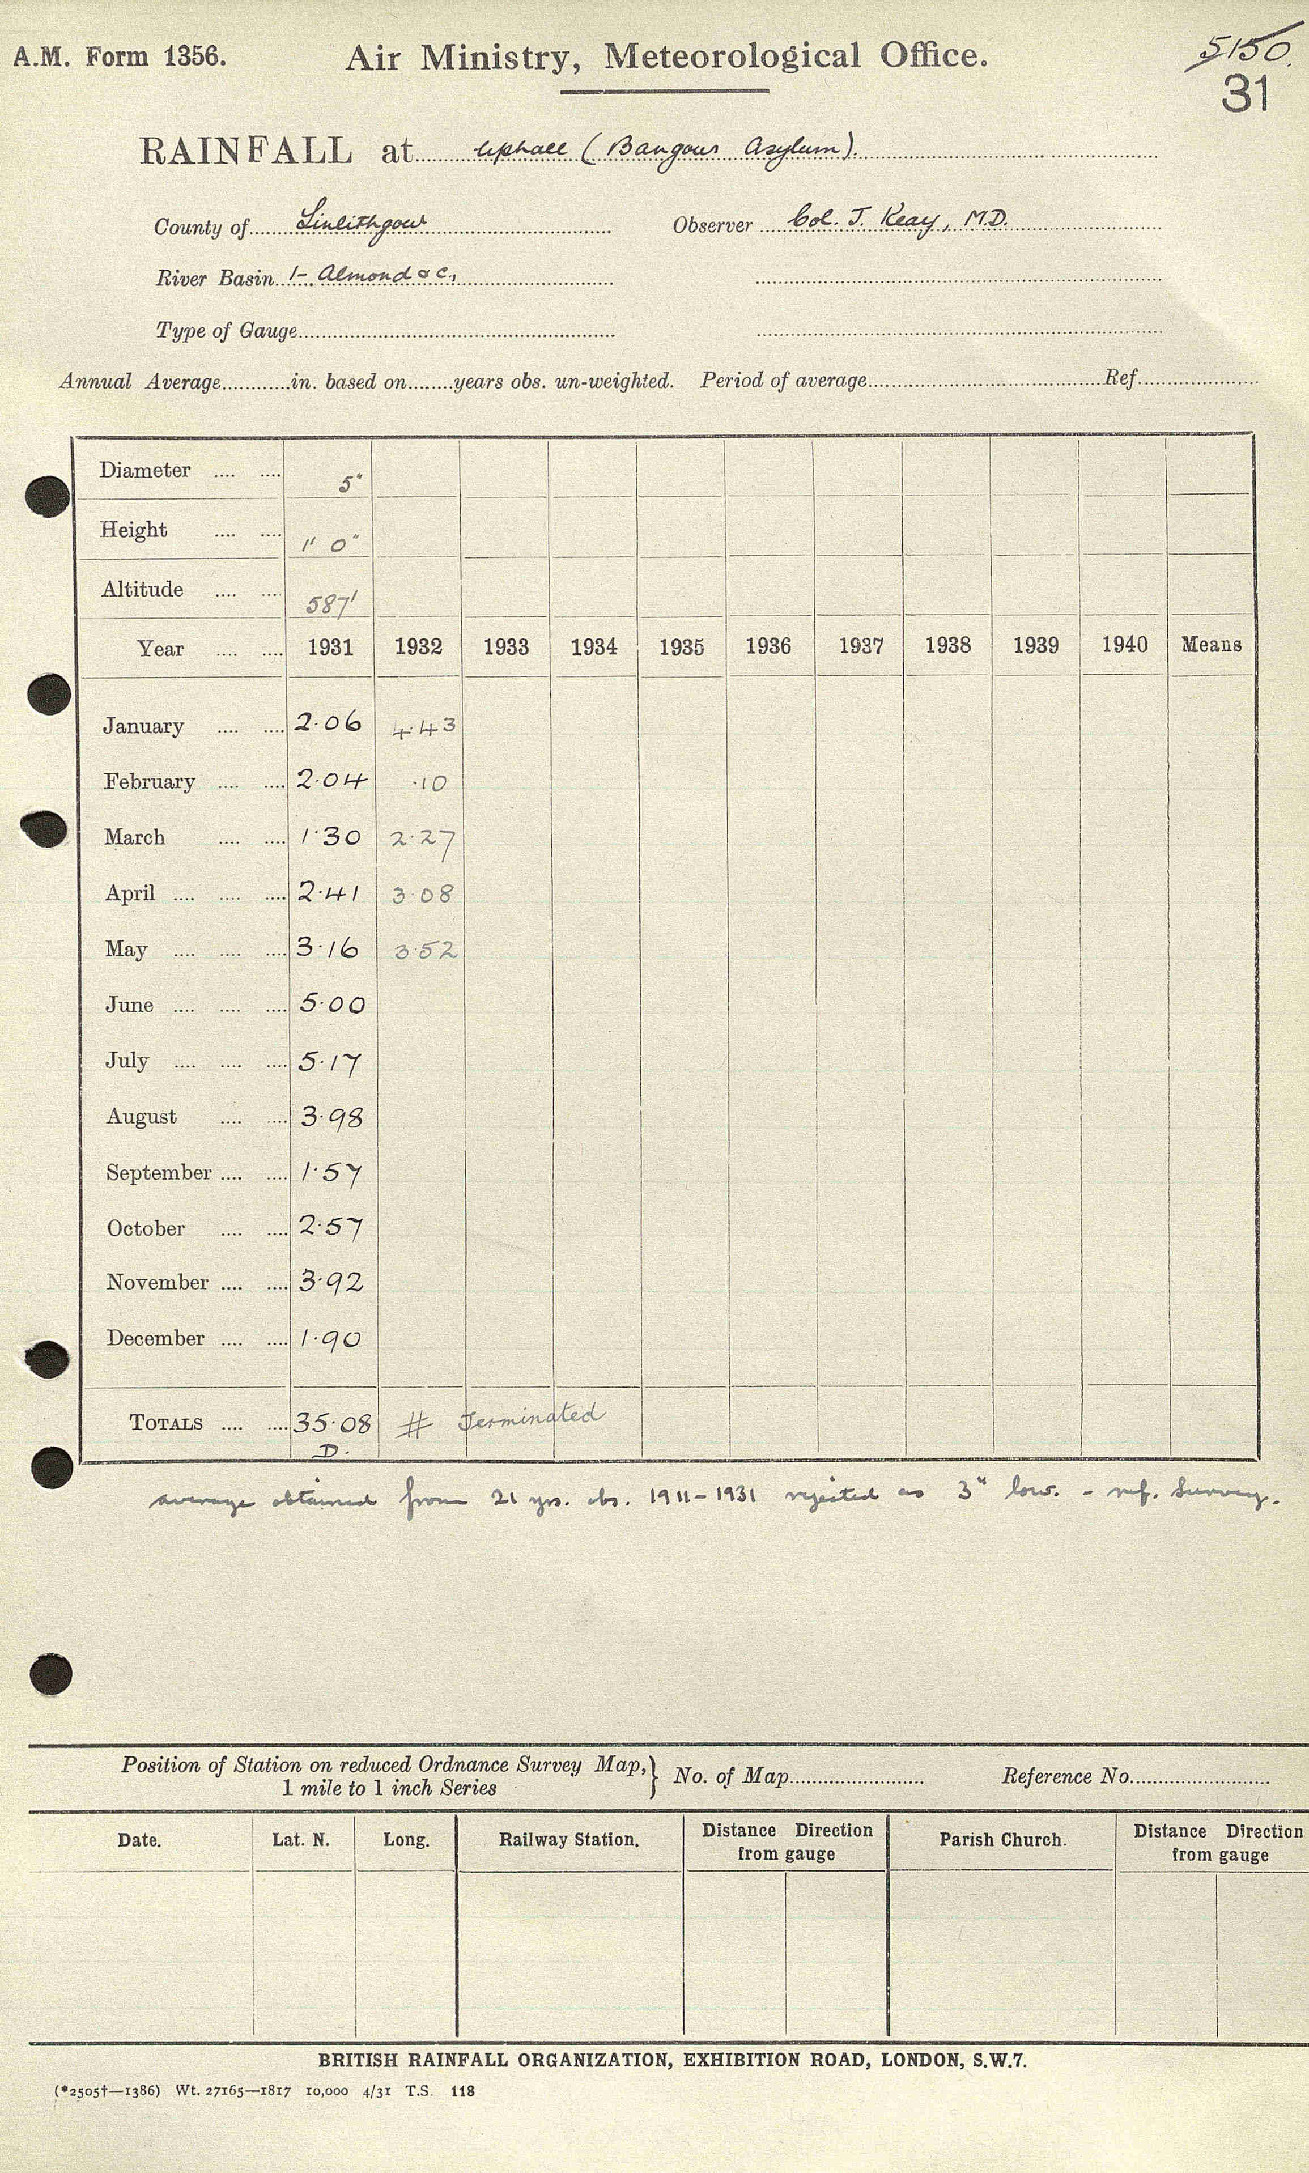 A.M. Form 1356. Air Ministry, Meteorological Office. 5150.
31
RAINFALL at Uphall (Bangour Asylum).
County of Linlithgow Observer Col. J. Keay, M.D.
River Basin 1-. Almond &c,
Type of Gauge
Annual Average in. based on years obs. un-weighted. Period of average Ref.
Diameter .... .... 5"
Height .... .... 1' 0"
Altitude .... .... 587'
Year .... .... 1931 1932 1933 1934 1935 1936 1937 1938 1939 1940 Means
January .... .... 2.06 4.43
February .... .... 2.04 .10
March .... .... 1.30 2.27
April .... .... .... 2.41 3.08
May .... .... .... 3.16 3.52
June .... .... .... 5.00
July .... .... .... 5.17
August .... .... 3.98
September .... .... 1.57
October .... .... 2.57
November .... .... 3.92
December .... .... 1.90
TOTALS .... .... 35.08 # Terminated
D.
average obtained from 21 yrs. obs. 1911-1931 rejected as 3" low. - ref. Survey.
Position of Station on reduced Ordnance Survey Map, } No. of Map Reference No.
1 mile to 1 inch Series
Date. Lat. N. Long. Railway Station. Distance Direction from gauge Parish Church. Distance Direction from gauge
BRITISH RAINFALL ORGANIZATION, EXHIBITION ROAD, LONDON, S.W.7.
(*2505†—1386) Wt. 27165—1817 10,000 4/31 T.S. 118